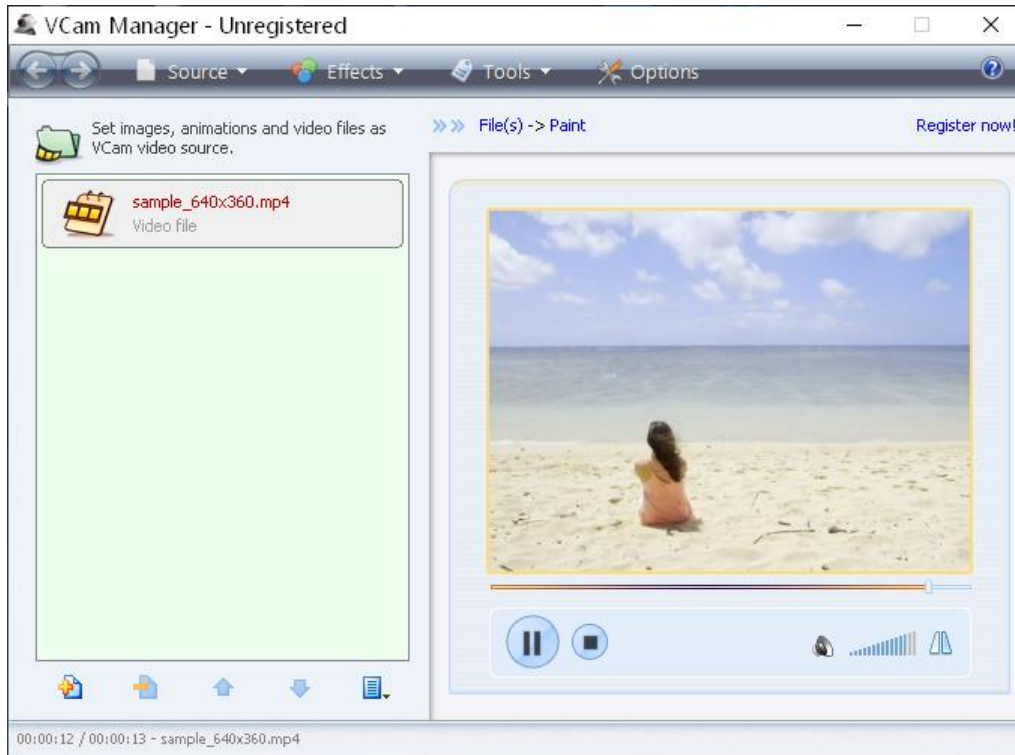 VCam Manager - Unregistered
Source Effects Tools Options ?
Set images, animations and video files as
VCam video source.
File(s) -> Paint Register now!
sample_640x360.mp4
Video file
00:00:12 / 00:00:13 - sample_640x360.mp4